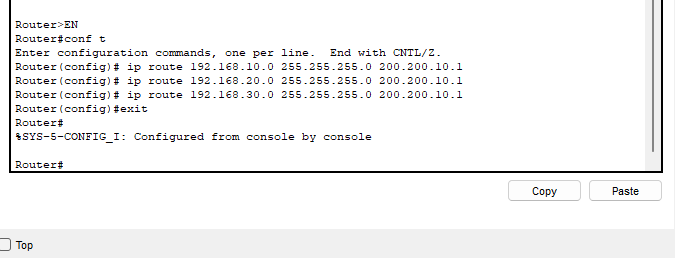 Router>EN
Router#conf t
Enter configuration commands, one per line.  End with CNTL/Z.
Router(config)# ip route 192.168.10.0 255.255.255.0 200.200.10.1
Router(config)# ip route 192.168.20.0 255.255.255.0 200.200.10.1
Router(config)# ip route 192.168.30.0 255.255.255.0 200.200.10.1
Router(config)#exit
Router#
%SYS-5-CONFIG_I: Configured from console by console
Router#
Copy Paste
Top